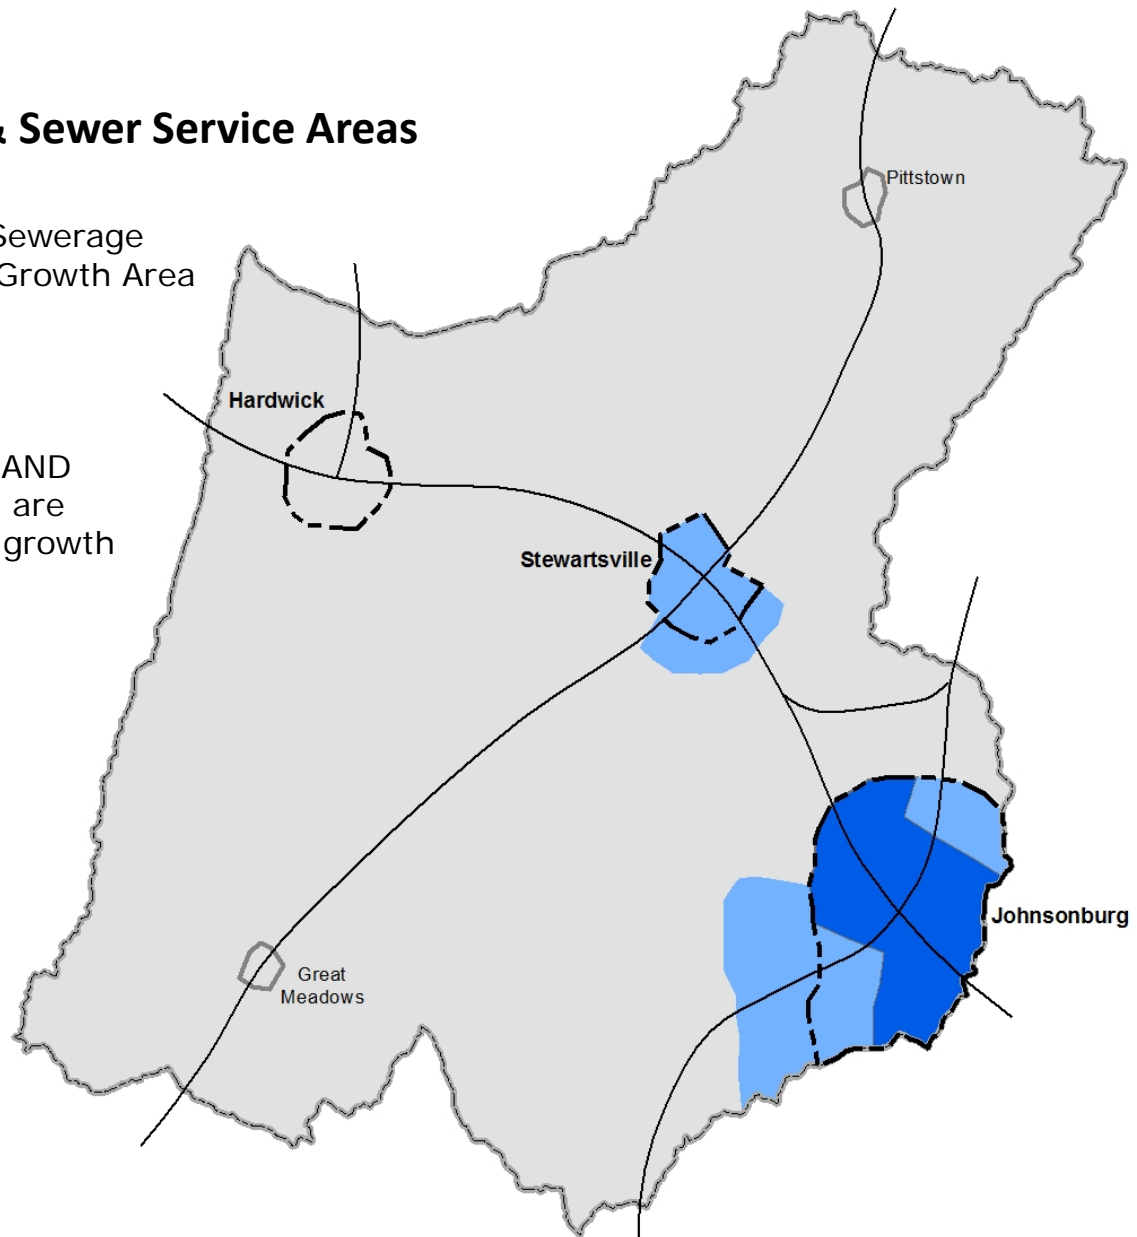 & Sewer Service Areas
Sewerage
Growth Area
AND
are
growth
Pittstown
Hardwick
Stewartsville
Johnsonburg
Great
Meadows